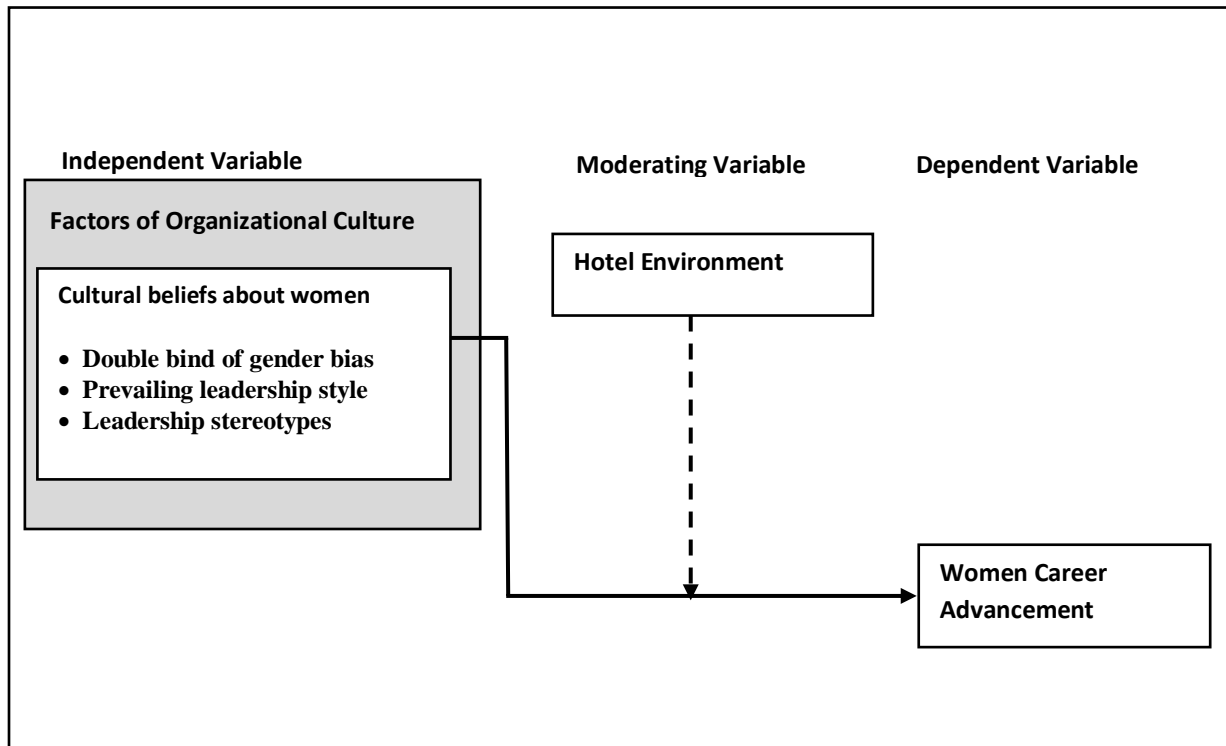 Independent Variable
Moderating Variable
Dependent Variable
Factors of Organizational Culture
Cultural beliefs about women
• Double bind of gender bias
• Prevailing leadership style
• Leadership stereotypes
Hotel Environment
Women Career
Advancement